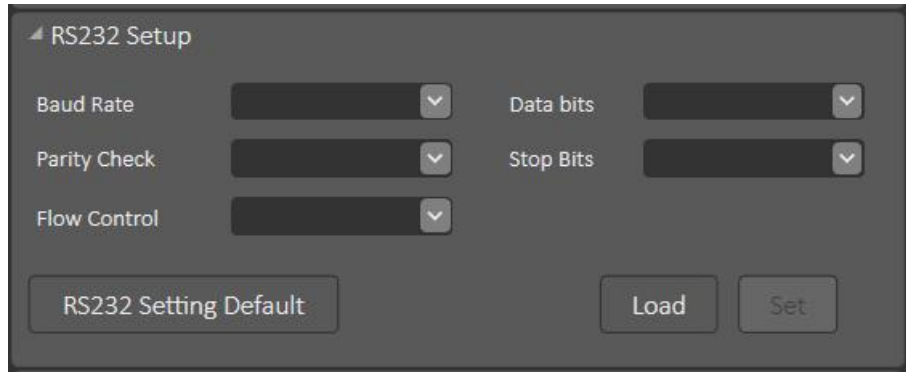 RS232 Setup
Baud Rate
Data bits
Parity Check
Stop Bits
Flow Control
RS232 Setting Default
Load
Set